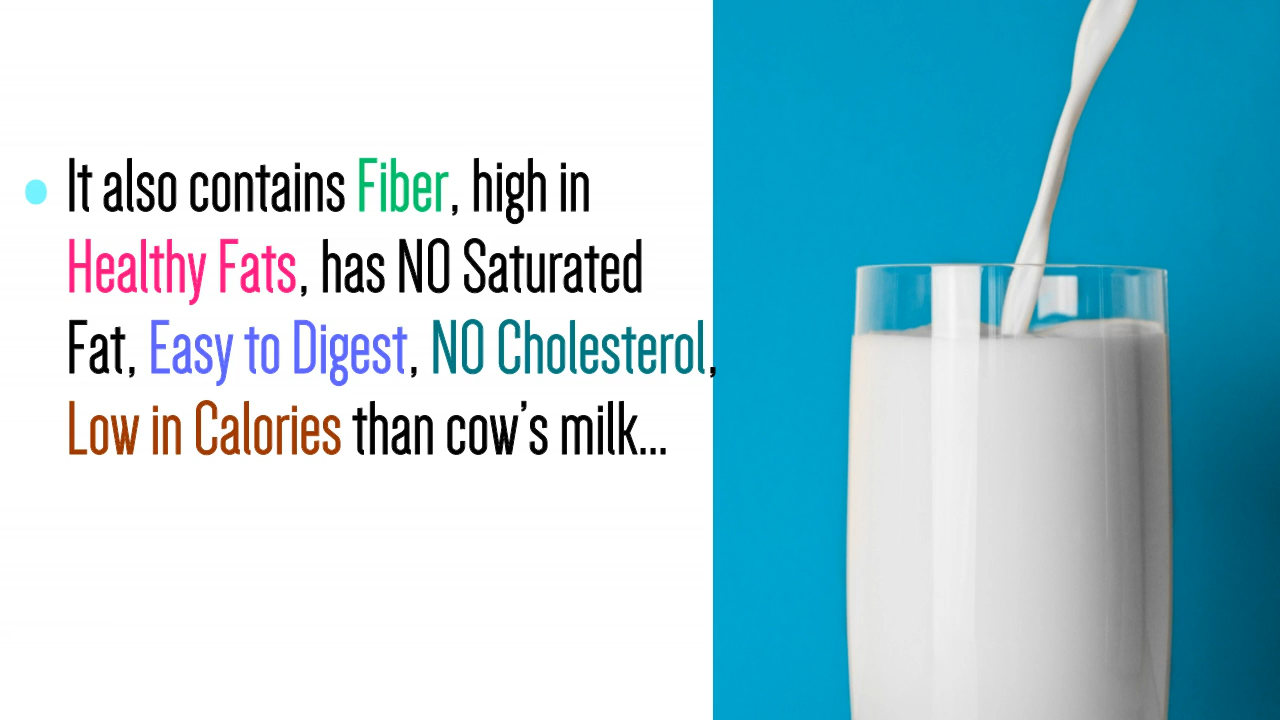 It also contains Fiber, high in
Healthy Fats, has NO Saturated
Fat, Easy to Digest, NO Cholesterol,
Low in Calories than cow's milk...